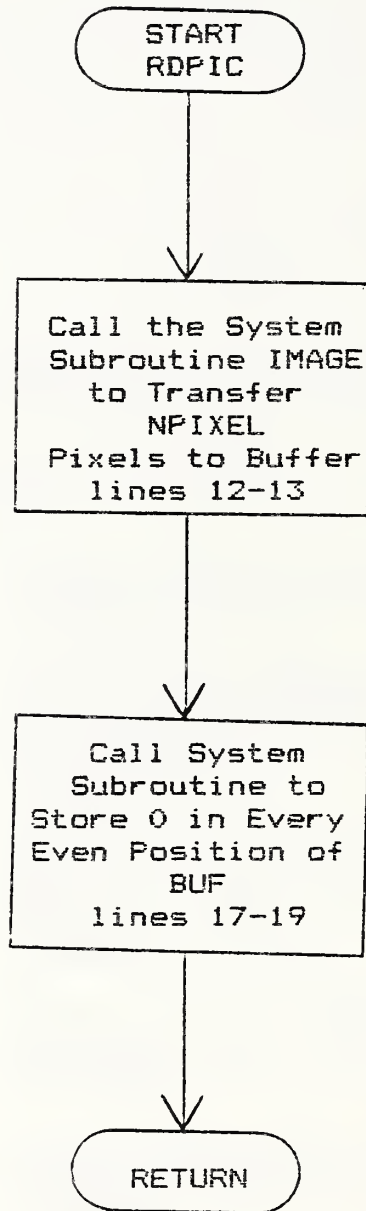 START
RDPIC
Call the System
Subroutine IMAGE
to Transfer
NPIXEL
Pixels to Buffer
lines 12-13
Call System
Subroutine to
Store 0 in Every
Even Position of
BUF
lines 17-19
RETURN